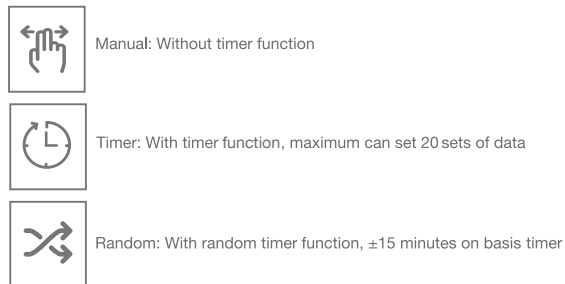 Manual: Without timer function
Timer: With timer function, maximum can set 20 sets of data
Random: With random timer function, ±15 minutes on basis timer